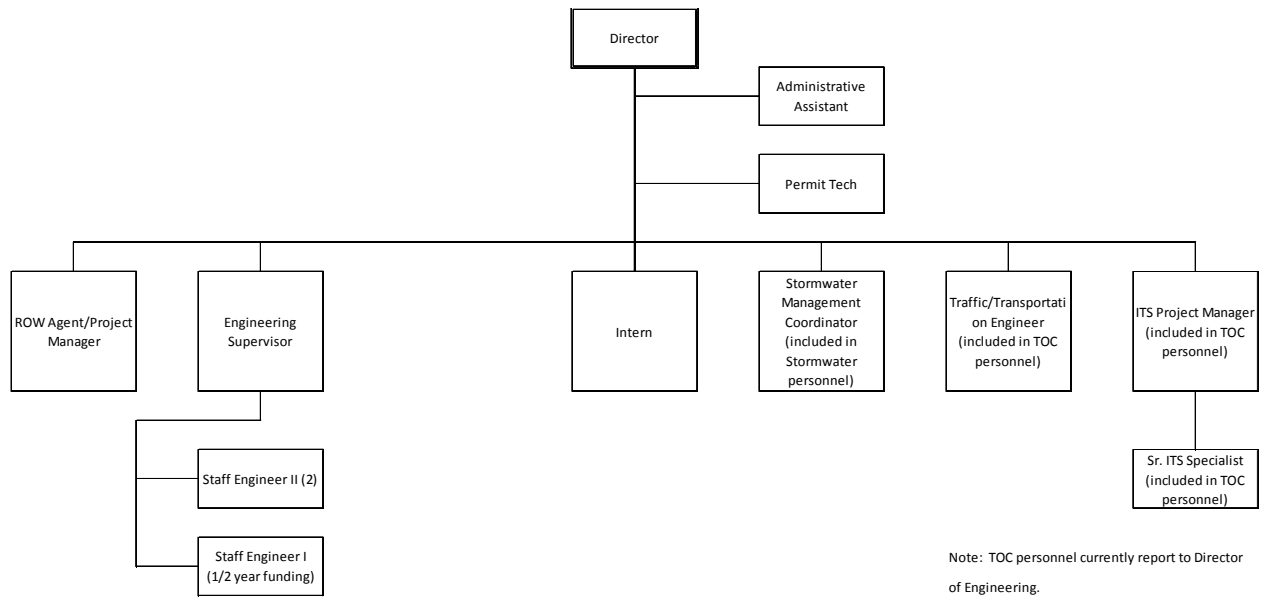 Director
Administrative
Assistant
Permit Tech
ROW Agent/Project
Manager
Engineering
Supervisor
Intern
Stormwater
Management
Coordinator
(included in
Stormwater
personnel)
Traffic/Transportati
on Engineer
(included in TOC
personnel)
ITS Project Manager
(included in TOC
personnel)
Staff Engineer II (2)
Sr. ITS Specialist
(included in TOC
personnel)
Staff Engineer I
(1/2 year funding)
Note:  TOC personnel currently report to Director
of Engineering.